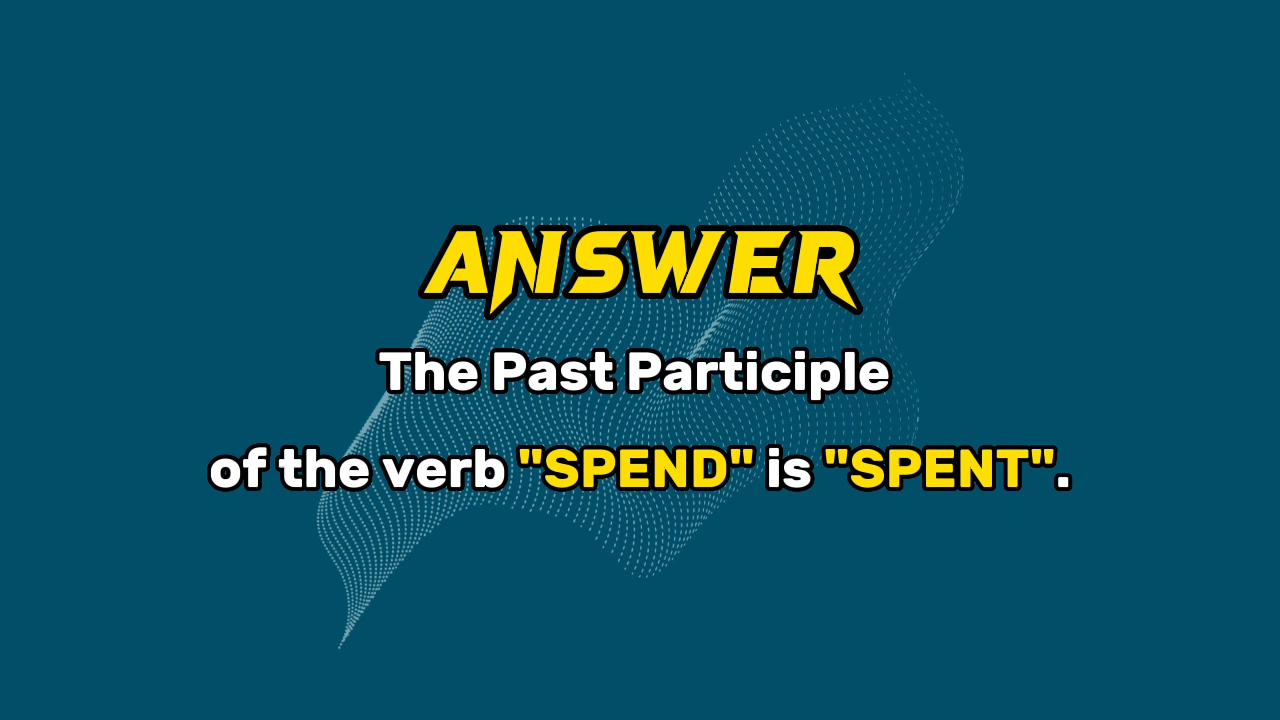 ANSWER
The Past Participle
of the verb "SPEND" is "SPENT".